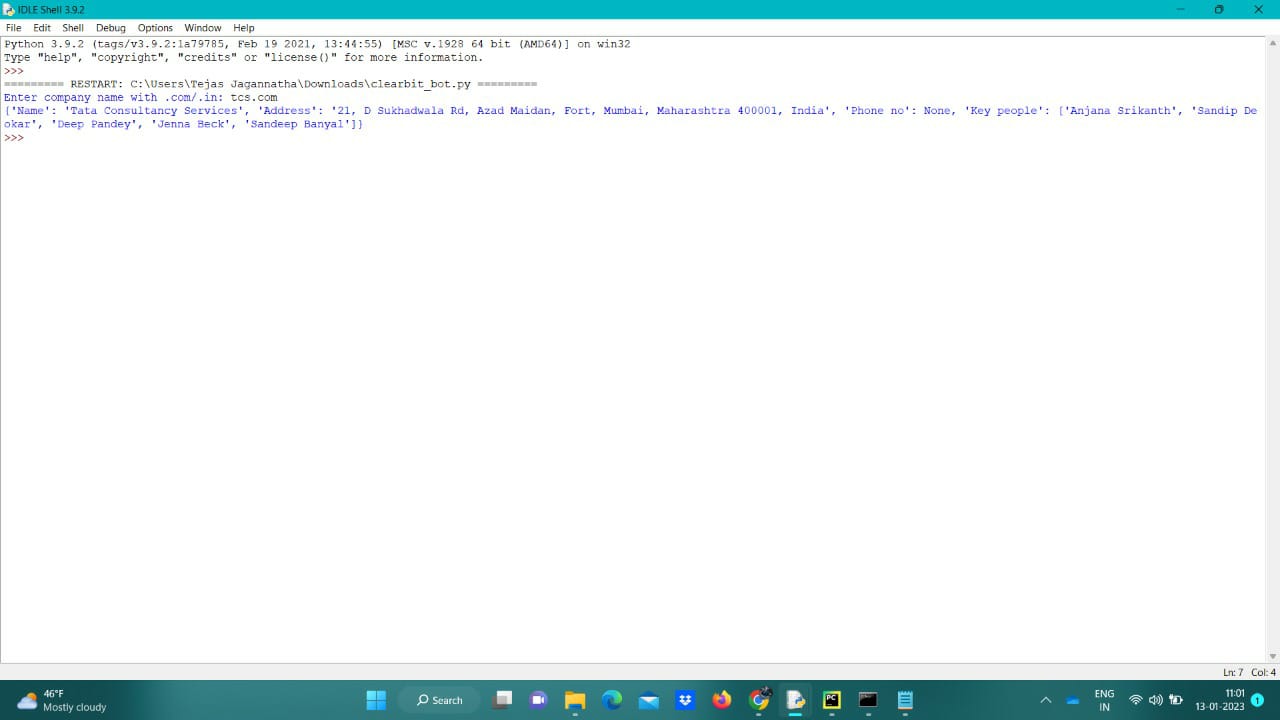 IDLE Shell 3.9.2
File Edit Shell Debug Options Window Help
Python 3.9.2 (tags/v3.9.2:1a79785, Feb 19 2021, 13:44:55) [MSC v.1928 64 bit (AMD64)] on win32
Type "help", "copyright", "credits" or "license()" for more information.
>>>
========= RESTART: C:\Users\Tejas Jagannatha\Downloads\clearbit_bot.py =========
Enter company name with .com/.in: tcs.com
{'Name': 'Tata Consultancy Services', 'Address': '21, D Sukhadwala Rd, Azad Maidan, Fort, Mumbai, Maharashtra 400001, India', 'Phone no': None, 'Key people': ['Anjana Srikanth', 'Sandip De
okar', 'Deep Pandey', 'Jenna Beck', 'Sandeep Banyal']}
>>>
Ln: 7 Col: 4
46°F
Mostly cloudy
Search
PC
ENG
IN
11:01
13-01-2023
1